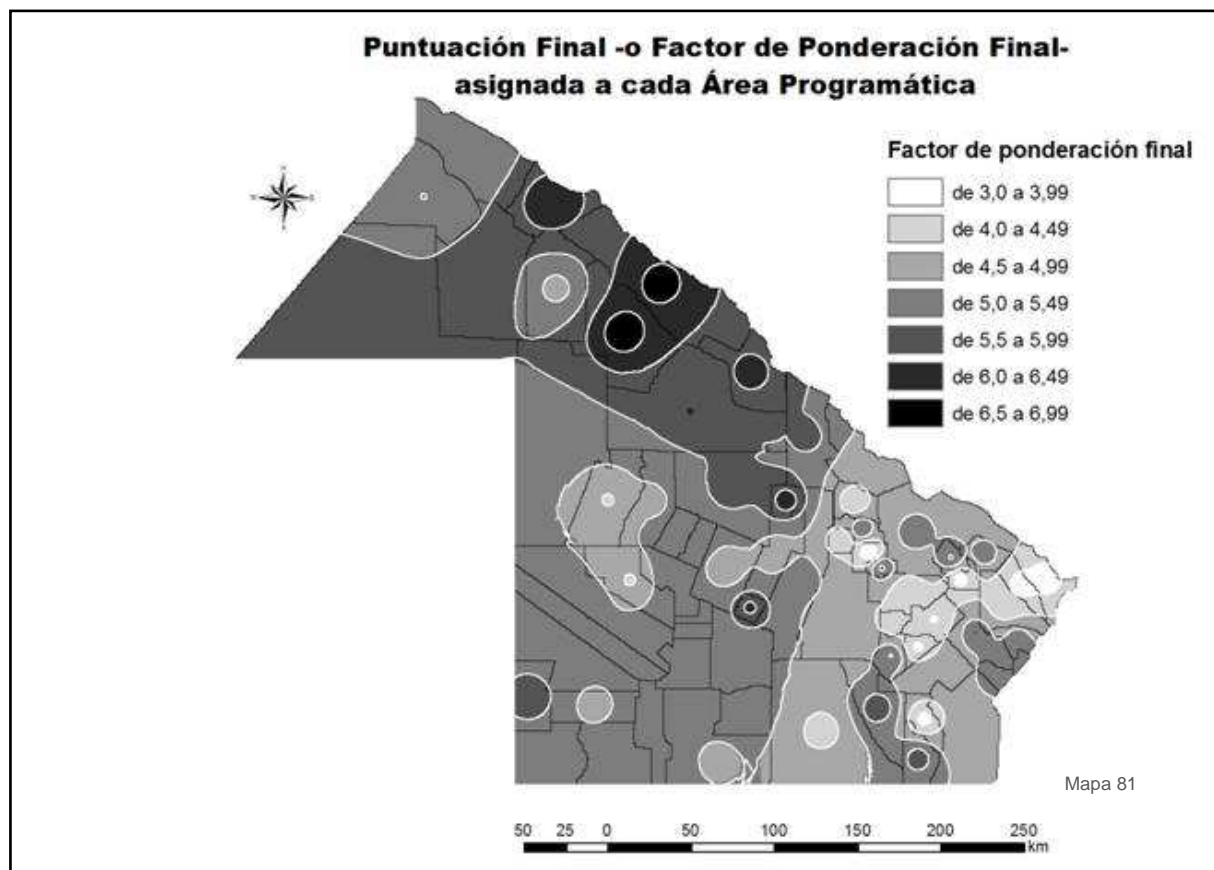 Puntuación Final -o Factor de Ponderación Final-
asignada a cada Área Programática
Factor de ponderación final
de 3,0 a 3,99
de 4,0 a 4,49
de 4,5 a 4,99
de 5,0 a 5,49
de 5,5 a 5,99
de 6,0 a 6,49
de 6,5 a 6,99
Mapa 81
50 25 0 50 100 150 200 250
km